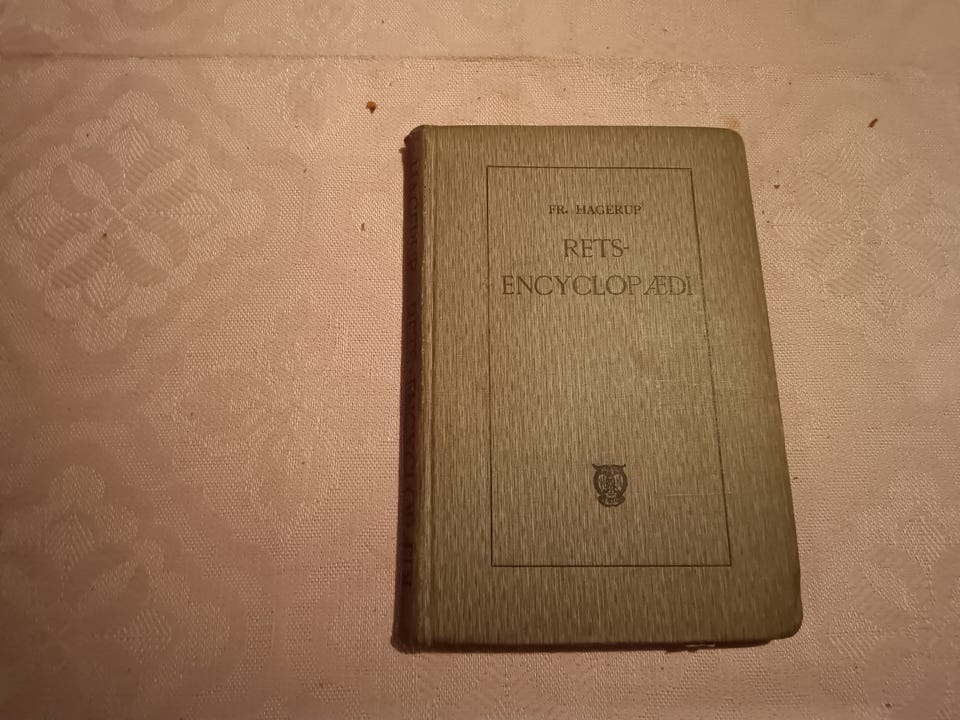 FR. HAGERUP
RETS-
ENCYCLOPÆDI